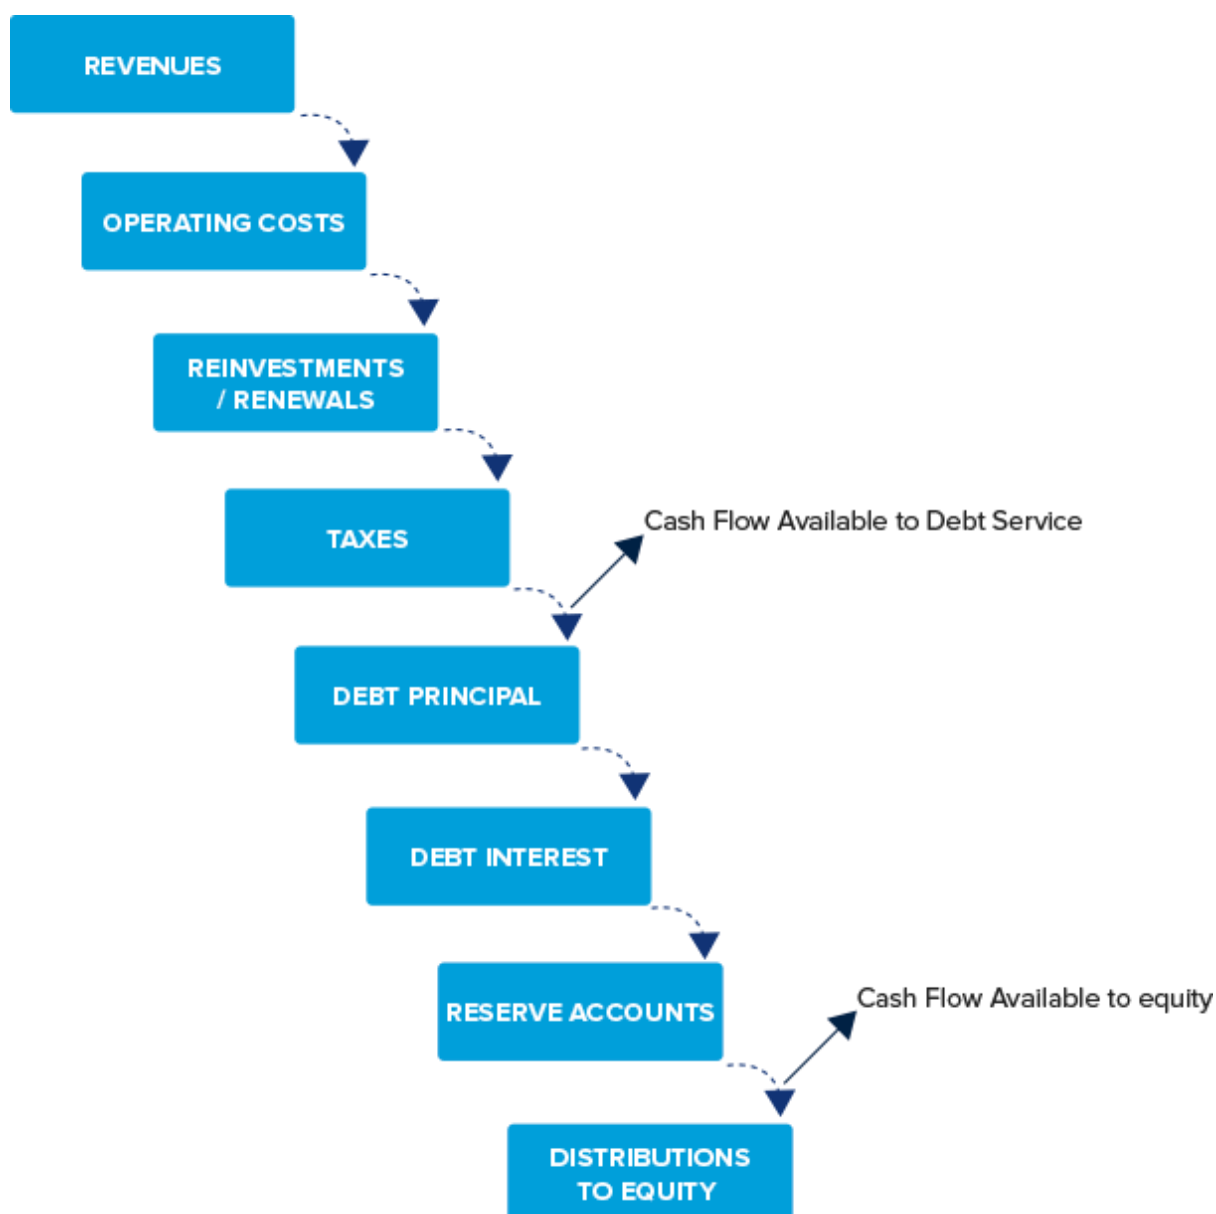 REVENUES
OPERATING COSTS
REINVESTMENTS
/ RENEWALS
TAXES
Cash Flow Available to Debt Service
DEBT PRINCIPAL
DEBT INTEREST
RESERVE ACCOUNTS
Cash Flow Available to equity
DISTRIBUTIONS
TO EQUITY